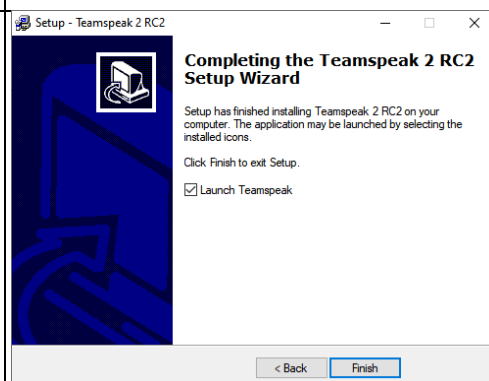 Setup - Teamspeak 2 RC2
Completing the Teamspeak 2 RC2
Setup Wizard
Setup has finished installing Teamspeak 2 RC2 on your
computer. The application may be launched by selecting the
installed icons.
Click Finish to exit Setup.
Launch Teamspeak
< Back
Finish